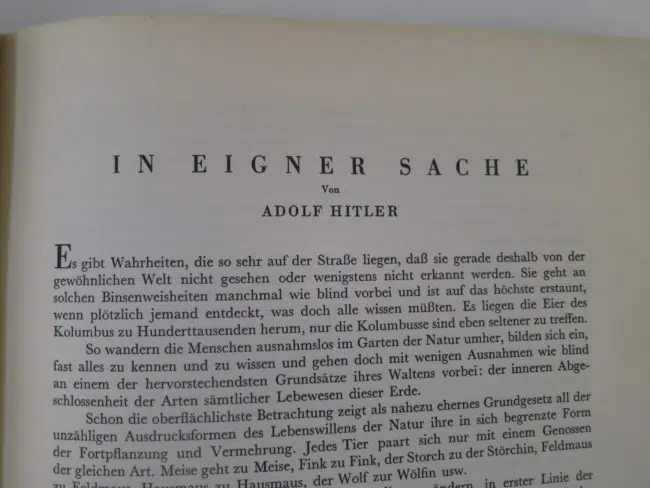 IN EIGNER SACHE
Von
ADOLF HITLER
Es gibt Wahrheiten, die so sehr auf der Straße liegen, daß sie gerade deshalb von der
gewöhnlichen Welt nicht gesehen oder wenigstens nicht erkannt werden. Sie geht an
solchen Binsenweisheiten manchmal wie blind vorbei und ist auf das höchste erstaunt,
wenn plötzlich jemand entdeckt, was doch alle wissen müßten. Es liegen die Eier des
Kolumbus zu Hunderttausenden herum, nur die Kolumbusse sind eben seltener zu treffen.
So wandern die Menschen ausnahmslos im Garten der Natur umher, bilden sich ein,
fast alles zu kennen und zu wissen und gehen doch mit wenigen Ausnahmen wie blind
an einem der hervorstechendsten Grundsätze ihres Waltens vorbei: der inneren Abge-
schlossenheit der Arten sämtlicher Lebewesen dieser Erde.
Schon die oberflächlichste Betrachtung zeigt als nahezu ehernes Grundgesetz all der
unzähligen Ausdrucksformen des Lebenswillens der Natur ihre in sich begrenzte Form
der Fortpflanzung und Vermehrung. Jedes Tier paart sich nur mit einem Genossen
der gleichen Art. Meise geht zu Meise, Fink zu Fink, der Storch zu der Störchin, Feldmaus
zu Feldmaus, Hausmaus zu Hausmaus, der Wolf zur Wölfin usw.
ändern, in erster Linie der